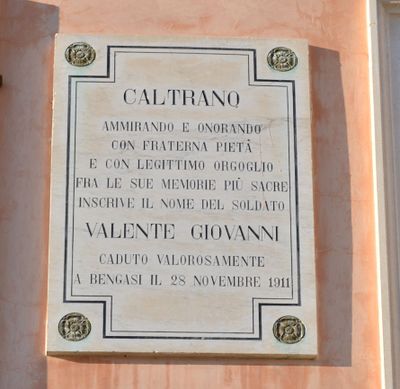 CALTRANO
AMMIRANDO E ONORANDO
CON FRATERNA PIETÀ
E CON LEGITTIMO ORGOGLIO
FRA LE SUE MEMORIE PIÙ SACRE
INSCRIVE IL NOME DEL SOLDATO
VALENTE GIOVANNI
CADUTO VALOROSAMENTE
A BENGASI IL 28 NOVEMBRE 1911